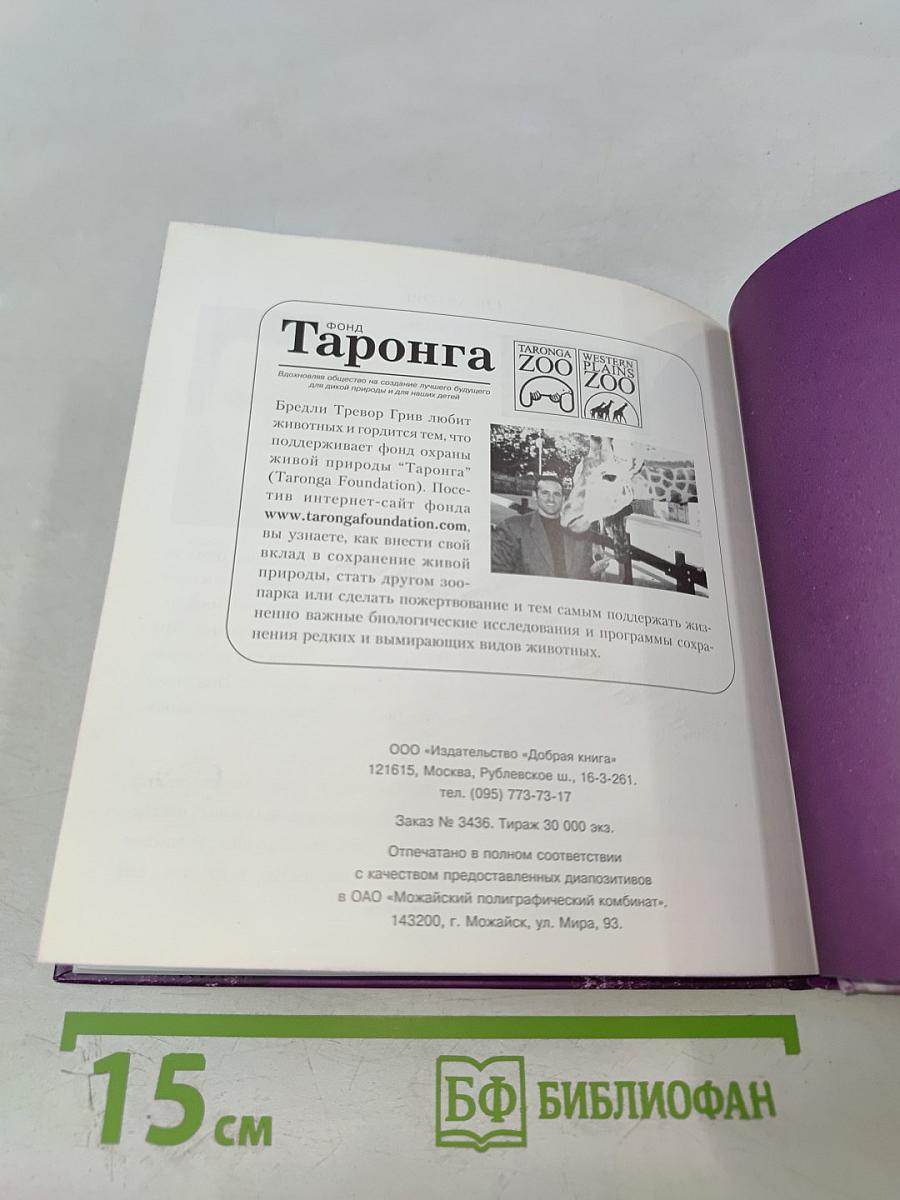 ФОНД
Таронга
Вдохновляя общество на создание лучшего будущего
для дикой природы и для наших детей
TARONGA
ZOO
WESTERN
PLAINS
ZOO
Бредли Тревор Грив любит
животных и гордится тем, что
поддерживает фонд охраны
живой природы “Таронга”
(Taronga Foundation). Посе-
тив интернет-сайт фонда
www.tarongafoundation.com,
вы узнаете, как внести свой
вклад в сохранение живой
природы, стать другом зоо-
парка или сделать пожертвование и тем самым поддержать жиз-
ненно важные биологические исследования и программы сохра-
нения редких и вымирающих видов животных.
ООО «Издательство «Добрая книга»
121615, Москва, Рублевское ш., 16-3-261.
тел. (095) 773-73-17
Заказ № 3436. Тираж 30 000 экз.
Отпечатано в полном соответствии
с качеством предоставленных диапозитивов
в ОАО «Можайский полиграфический комбинат».
143200, г. Можайск, ул. Мира, 93.
15 см
БФ БИБЛИОФАН